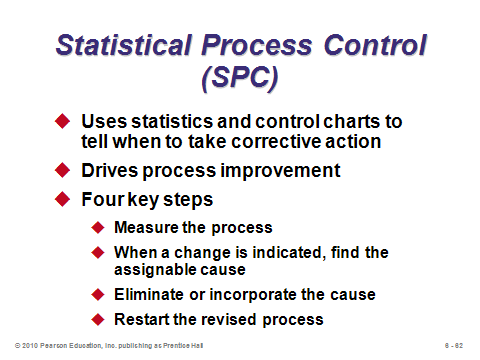 Statistical Process Control
(SPC)
Uses statistics and control charts to
tell when to take corrective action
Drives process improvement
Four key steps
Measure the process
When a change is indicated, find the
assignable cause
Eliminate or incorporate the cause
Restart the revised process
© 2010 Pearson Education, Inc. publishing as Prentice Hall
6 - 62